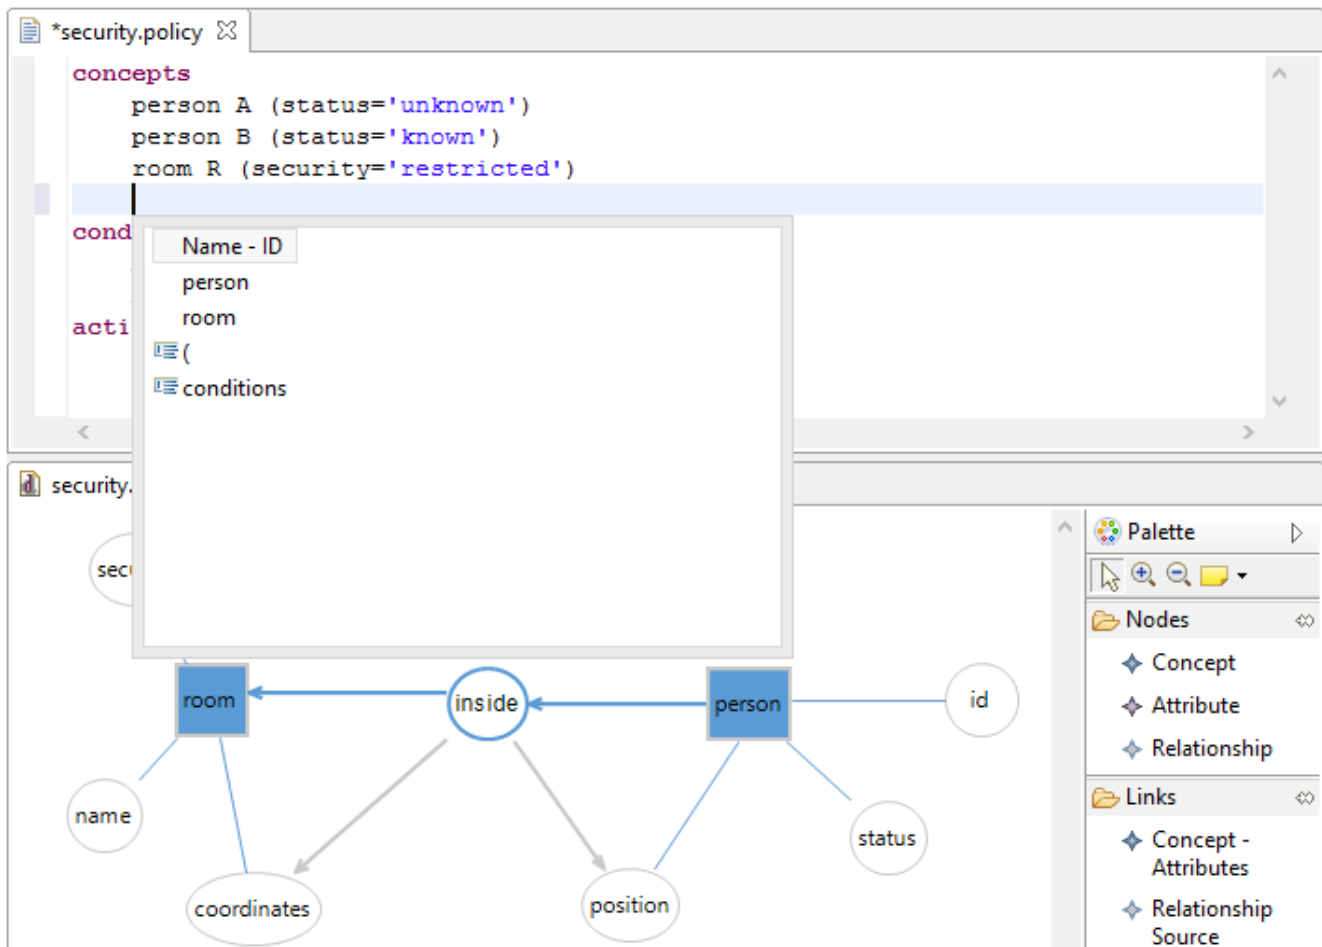 *security.policy
concepts
person A (status='unknown')
person B (status='known')
room R (security='restricted')
cond
Name - ID
person
room
(
conditions
acti
security.
Palette
secu
Nodes
Concept
Attribute
Relationship
room
inside
person
id
Links
name
status
Concept -
Attributes
coordinates
position
Relationship
Source